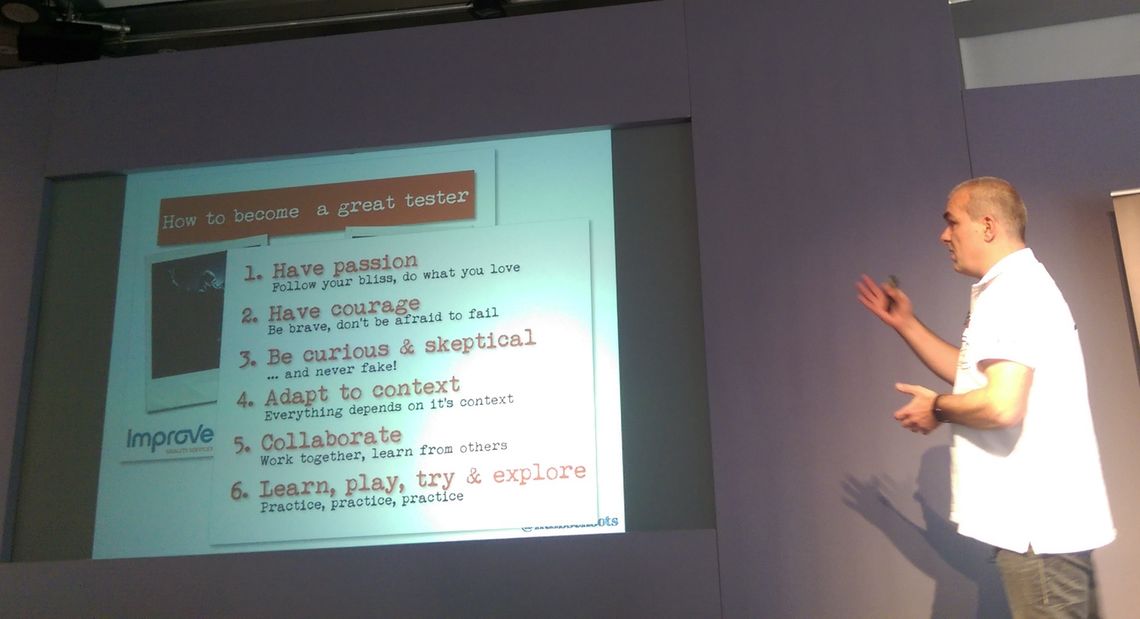 How to become a great tester
1. Have passion
Follow your bliss, do what you love
2. Have courage
Be brave, don't be afraid to fail
3. Be curious & skeptical
... and never fake!
4. Adapt to context
Everything depends on it's context
5. Collaborate
Work together, learn from others
6. Learn, play, try & explore
Practice, practice, practice
improve
QUALITY SERVICES